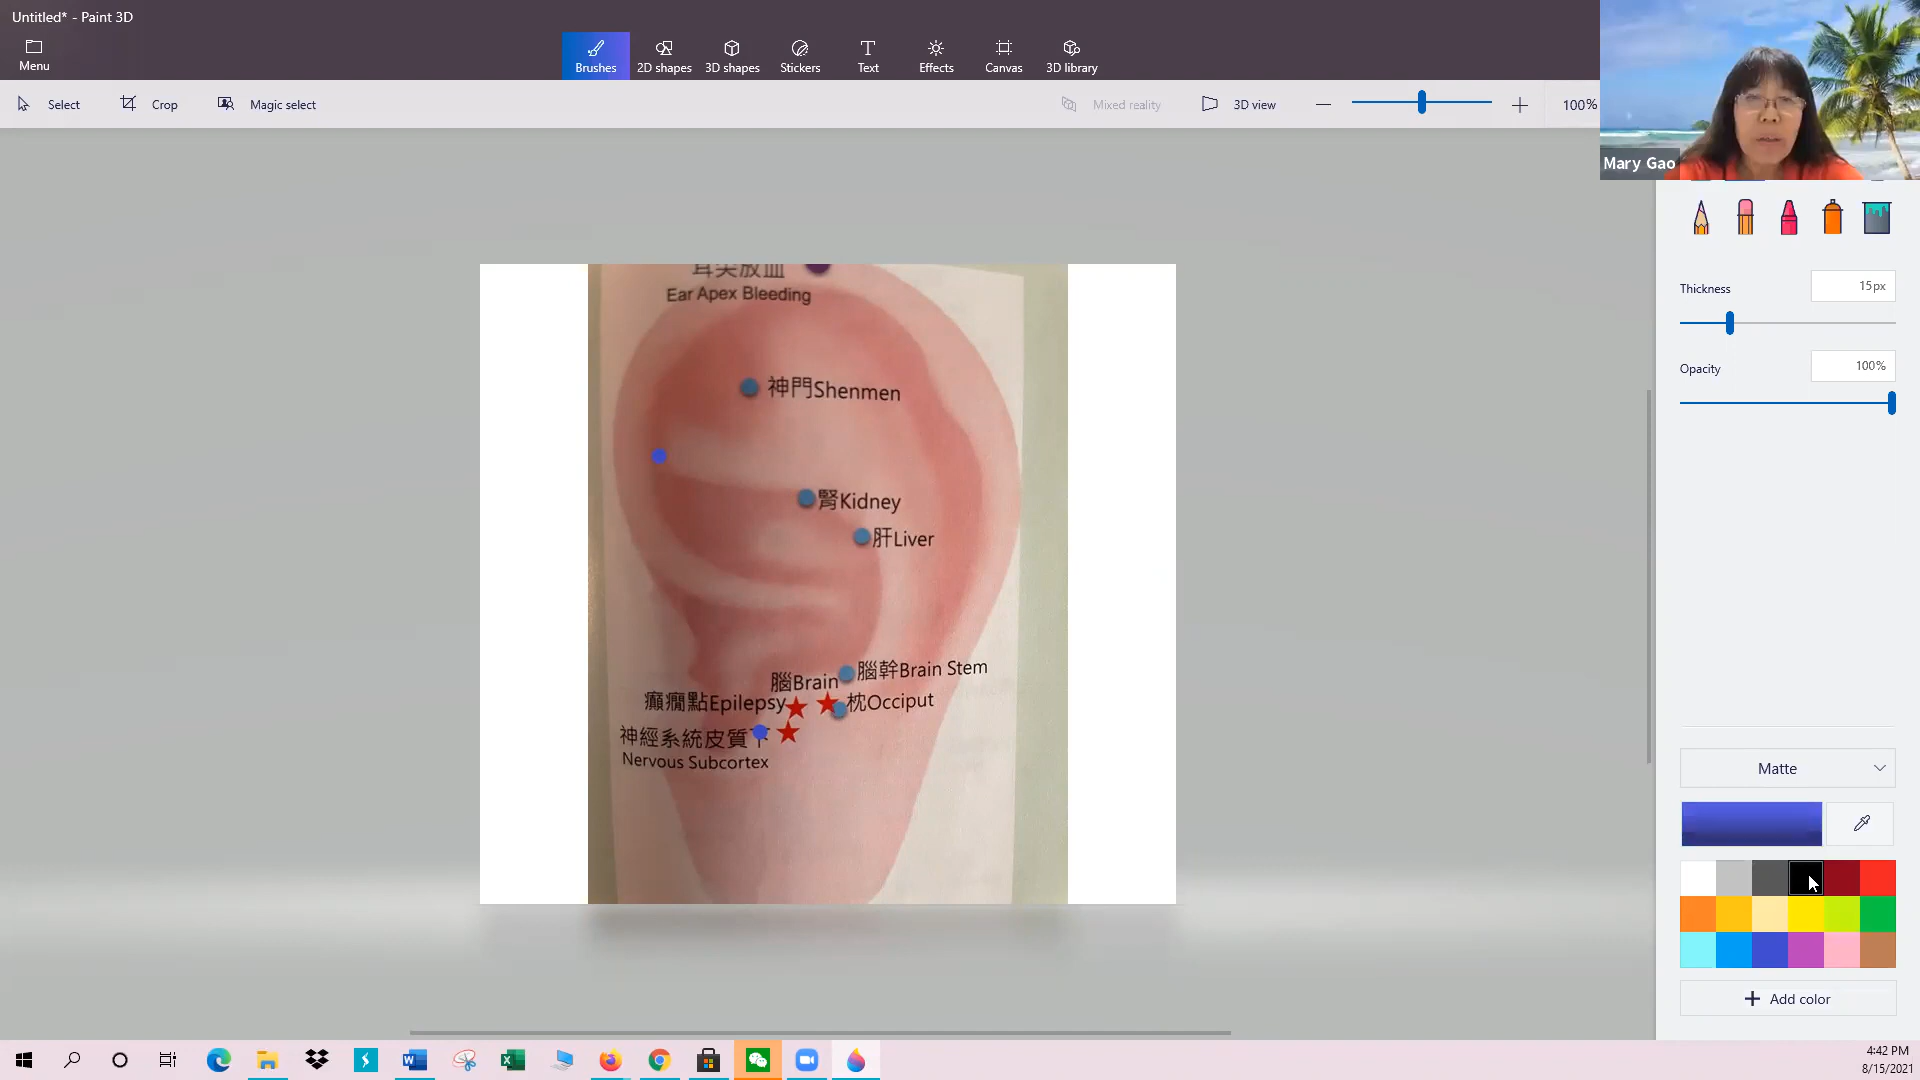 Untitled* - Paint 3D
Menu
Brushes
2D shapes
3D shapes
Stickers
Text
Effects
Canvas
3D library
Select
Crop
Magic select
Mixed reality
3D view
100%
Mary Gao
Thickness
15px
Opacity
100%
耳尖放血
Ear Apex Bleeding
神門Shenmen
腎Kidney
肝Liver
腦幹Brain Stem
腦Brain
癲癇點Epilepsy
枕Occiput
神經系統皮質下
Nervous Subcortex
Matte
Add color
4:42 PM
8/15/2021